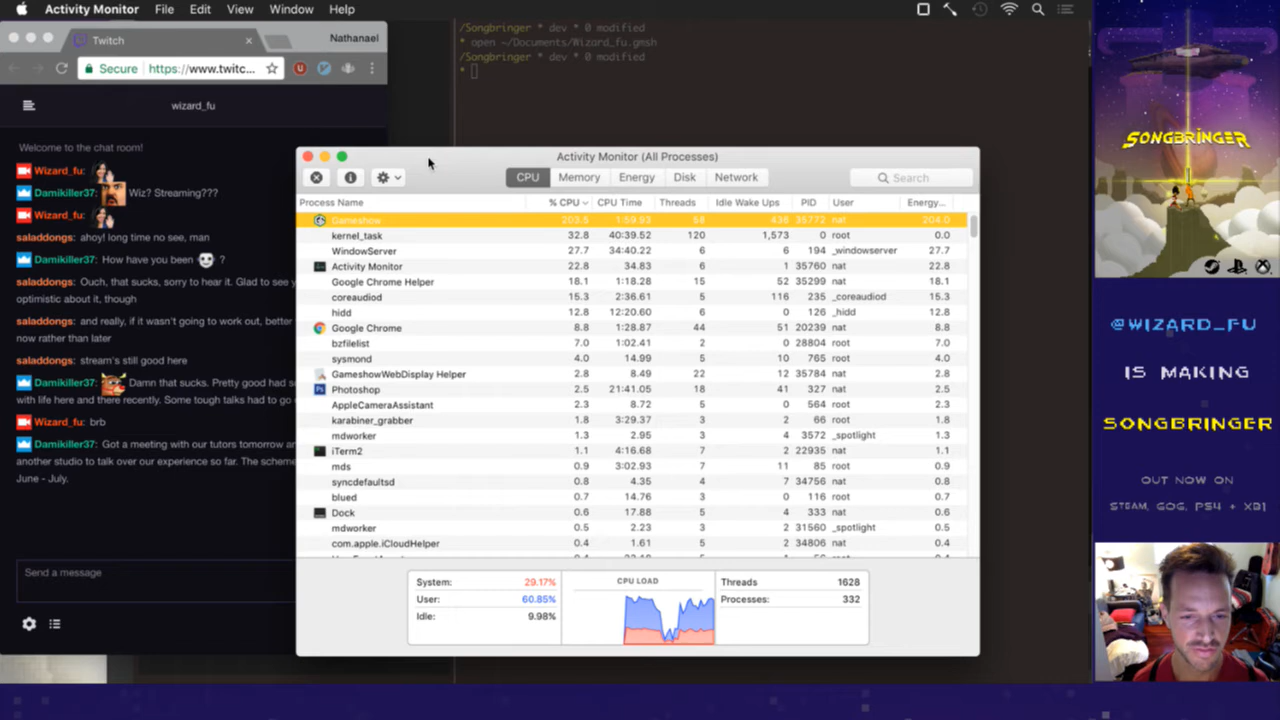 Activity Monitor File Edit View Window Help
Twitch
Nathanael
Secure https://www.twitc...
wizard_fu
Welcome to the chat room!
Wizard_fu:
Damikiller37: Wiz? Streaming???
Wizard_fu:
saladdongs: ahoy! long time no see, man
Damikiller37: How have you been ?
saladdongs: Ouch, that sucks, sorry to hear it. Glad to see y
optimistic about it, though
saladdongs: and really, if it wasn't going to work out, better
now rather than later
saladdongs: stream's still good here
Damikiller37: Damn that sucks. Pretty good had s
with life here and there recently. Some tough talks had to go
Wizard_fu: brb
Damikiller37: Got a meeting with our tutors tomorrow an
another studio to talk over our experience so far. The scheme
June - July.
Send a message
/Songbringer * dev * 0 modified
* open ~/Documents/Wizard_fu.gmsh
/Songbringer * dev * 0 modified
*
Activity Monitor (All Processes)
CPU Memory Energy Disk Network
Search
Process Name % CPU CPU Time Threads Idle Wake Ups PID User Energy...
Gameshow 203.5 1:59.93 58 438 35772 nat 204.0
kernel_task 32.8 40:39.52 120 1,573 0 root 0.0
WindowServer 27.7 34:40.22 6 6 194 _windowserver 27.7
Activity Monitor 22.8 34.83 6 1 35760 nat 22.8
Google Chrome Helper 18.1 1:18.28 15 52 35299 nat 18.1
coreaudiod 15.3 2:36.61 5 116 235 _coreaudiod 15.3
hidd 12.8 12:20.60 6 0 126 _hidd 12.8
Google Chrome 8.8 1:28.87 44 51 20239 nat 8.8
bzfilelist 7.0 1:02.41 2 0 28804 root 7.0
sysmond 4.0 14.99 5 10 765 root 4.0
GameshowWebDisplay Helper 2.8 8.49 22 12 35784 nat 2.8
Photoshop 2.5 21:41.05 18 41 327 nat 2.5
AppleCameraAssistant 2.3 8.72 5 0 564 root 2.3
karabiner_grabber 1.8 3:29.37 3 2 66 root 1.8
mdworker 1.3 2.95 3 4 3572 _spotlight 1.3
iTerm2 1.1 4:16.68 7 2 22935 nat 1.1
mds 0.9 3:02.93 7 11 85 root 0.9
syncdefaultsd 0.8 4.35 4 7 34756 nat 0.8
blued 0.7 14.76 3 0 116 root 0.7
Dock 0.6 17.88 5 4 333 nat 0.6
mdworker 0.5 2.23 3 2 31560 _spotlight 0.5
com.apple.iCloudHelper 0.4 1.61 5 2 34806 nat 0.4
System: 29.17%
User: 60.85%
Idle: 9.98%
CPU LOAD
Threads 1628
Processes: 332
SONGBRINGER
@WIZARD_FU
IS MAKING
SONGBRINGER
OUT NOW ON
STEAM, GOG, PS4 + XB1